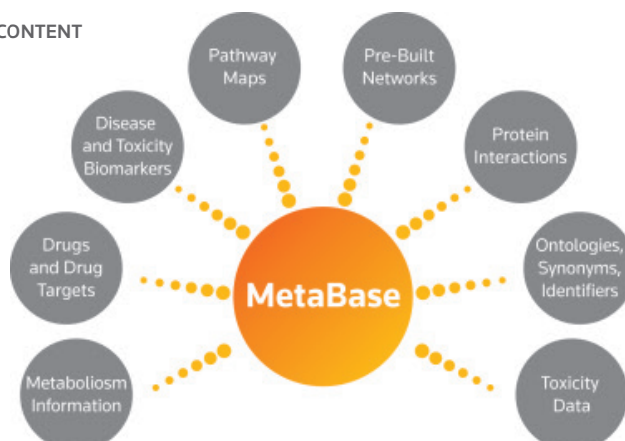 CONTENT
Pathway
Maps
Pre-Built
Networks
Disease
and Toxicity
Biomarkers
Protein
Interactions
Drugs
and Drug
Targets
MetaBase
Ontologies,
Synonyms,
Identifiers
Metaboliosm
Information
Toxicity
Data